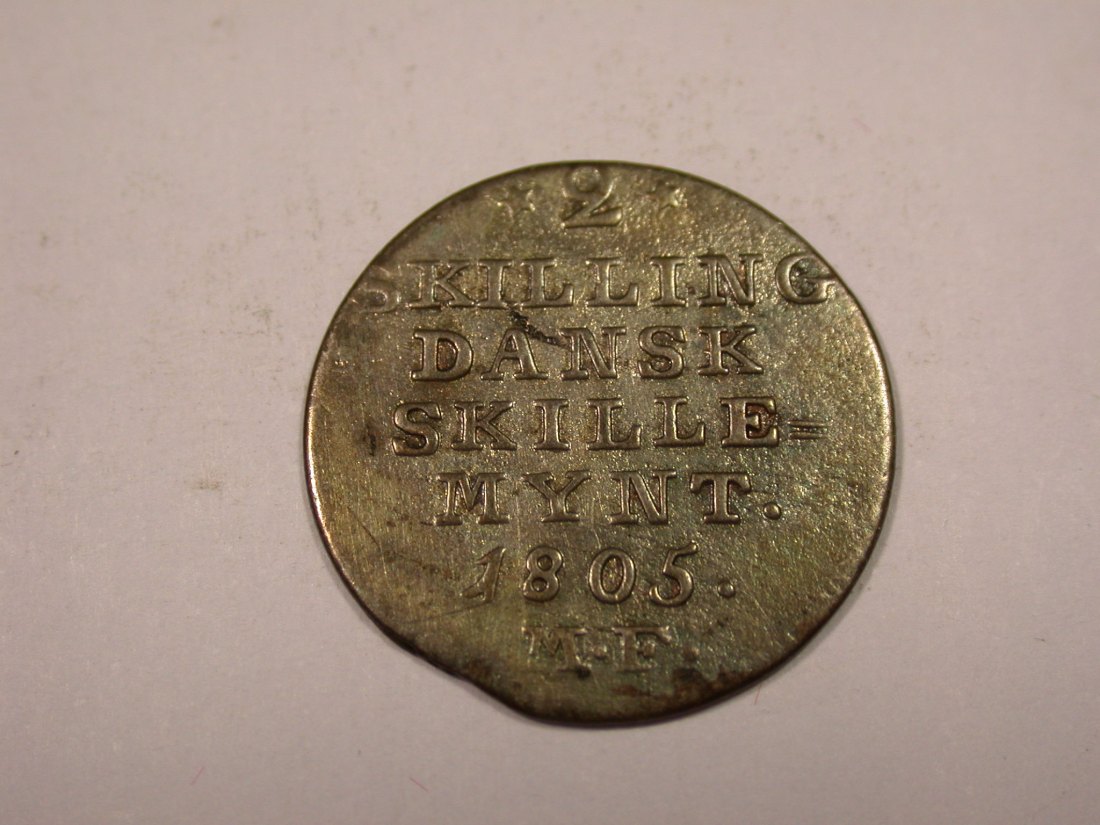 2
SKILLING
DANSK
SKILLE=
MYNT.
1805.
M.F.